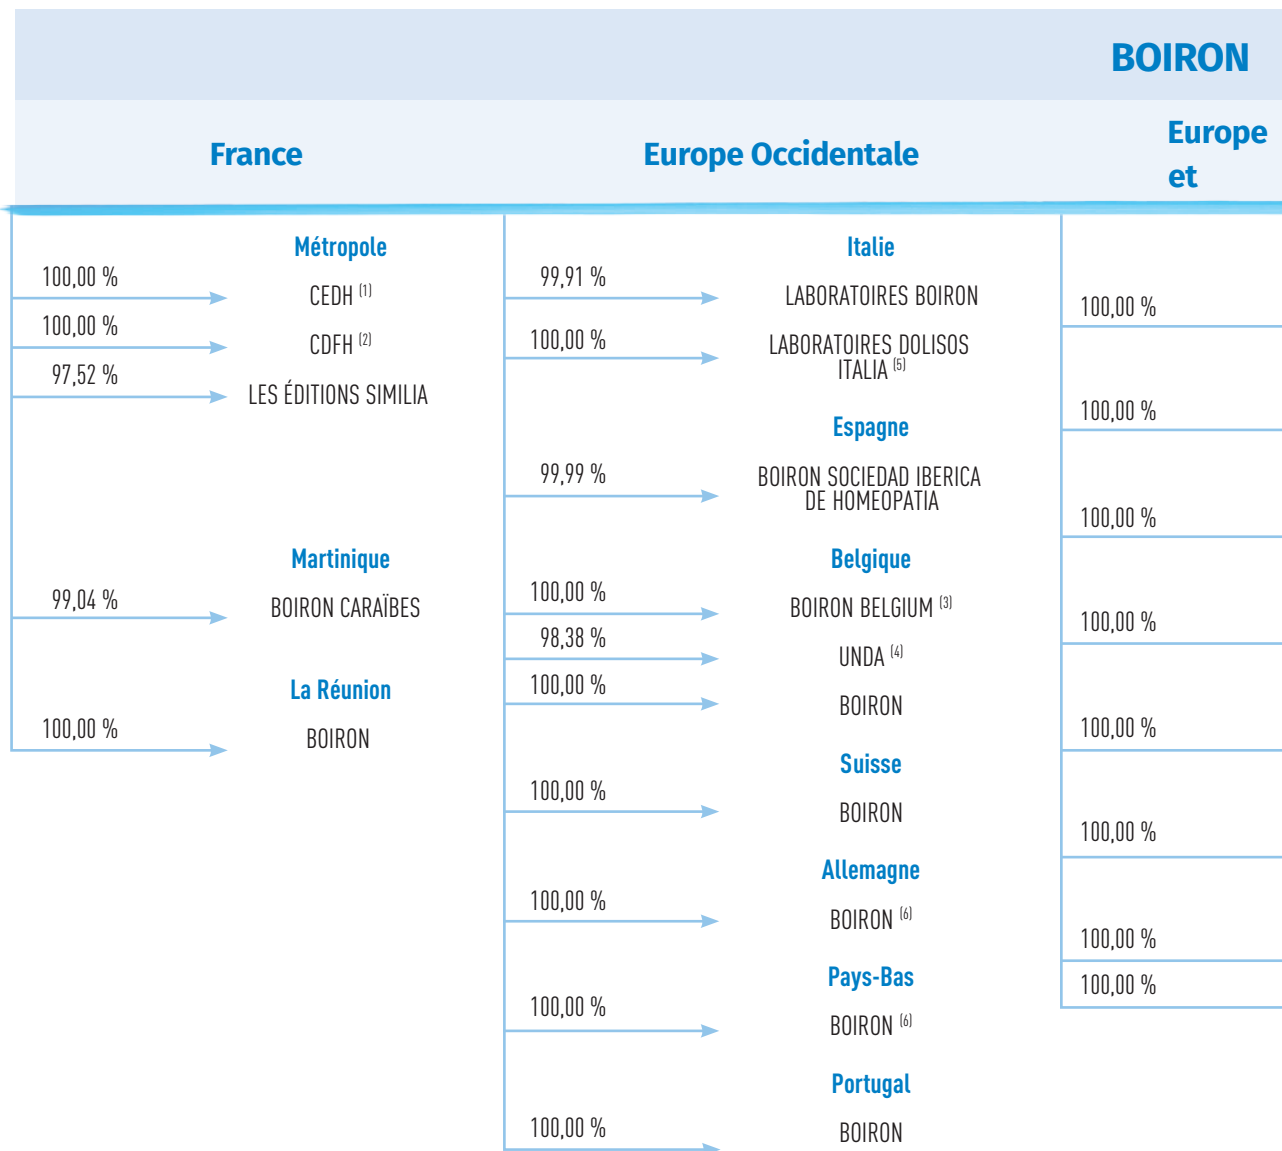 BOIRON
France
Europe Occidentale
Europe
et
Métropole
100,00 %
CEDH (1)
100,00 %
CDFH (2)
97,52 %
LES ÉDITIONS SIMILIA
Martinique
99,04 %
BOIRON CARAÏBES
La Réunion
100,00 %
BOIRON
Italie
99,91 %
LABORATOIRES BOIRON
100,00 %
LABORATOIRES DOLISOS
ITALIA (5)
Espagne
99,99 %
BOIRON SOCIEDAD IBERICA
DE HOMEOPATIA
Belgique
100,00 %
BOIRON BELGIUM (3)
98,38 %
UNDA (4)
100,00 %
BOIRON
Suisse
100,00 %
BOIRON
Allemagne
100,00 %
BOIRON (6)
Pays-Bas
100,00 %
BOIRON (6)
Portugal
100,00 %
BOIRON
100,00 %
100,00 %
100,00 %
100,00 %
100,00 %
100,00 %
100,00 %
100,00 %